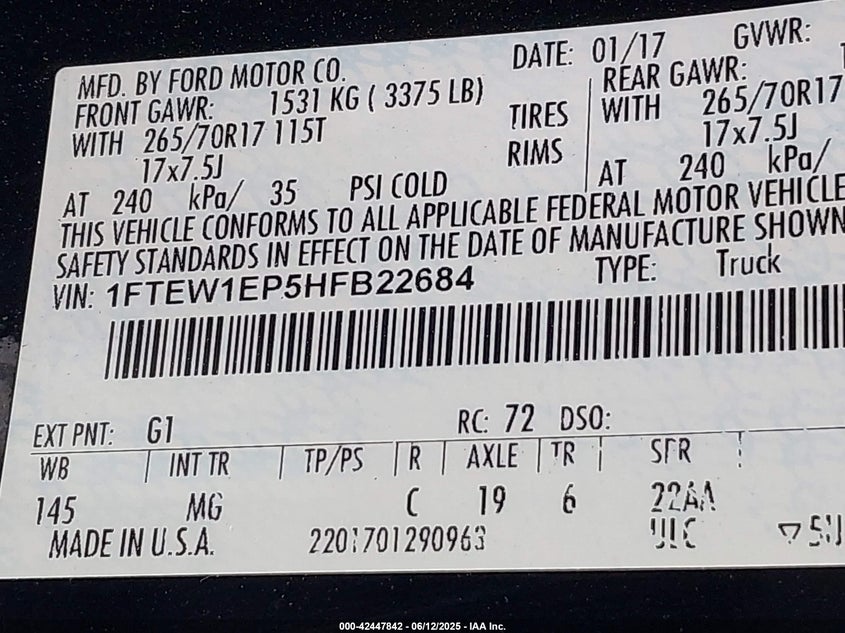 MFD. BY FORD MOTOR CO.
DATE: 01/17
GVWR:
FRONT GAWR: 1531 KG ( 3375 LB)
REAR GAWR:
WITH 265/70R17 115T
TIRES
WITH 265/70R17
17x7.5J
RIMS
17x7.5J
AT 240 kPa/ 35 PSI COLD
AT 240 kPa/
THIS VEHICLE CONFORMS TO ALL APPLICABLE FEDERAL MOTOR VEHICLE
SAFETY STANDARDS IN EFFECT ON THE DATE OF MANUFACTURE SHOWN
VIN: 1FTEW1EP5HFB22684
TYPE: Truck
EXT PNT: G1
RC: 72 DSO:
WB INT TR TP/PS R AXLE TR SPR
145 MG C 19 6 22AA
MADE IN U.S.A. 2201701290963
000-42447842 - 06/12/2025 - IAA Inc.